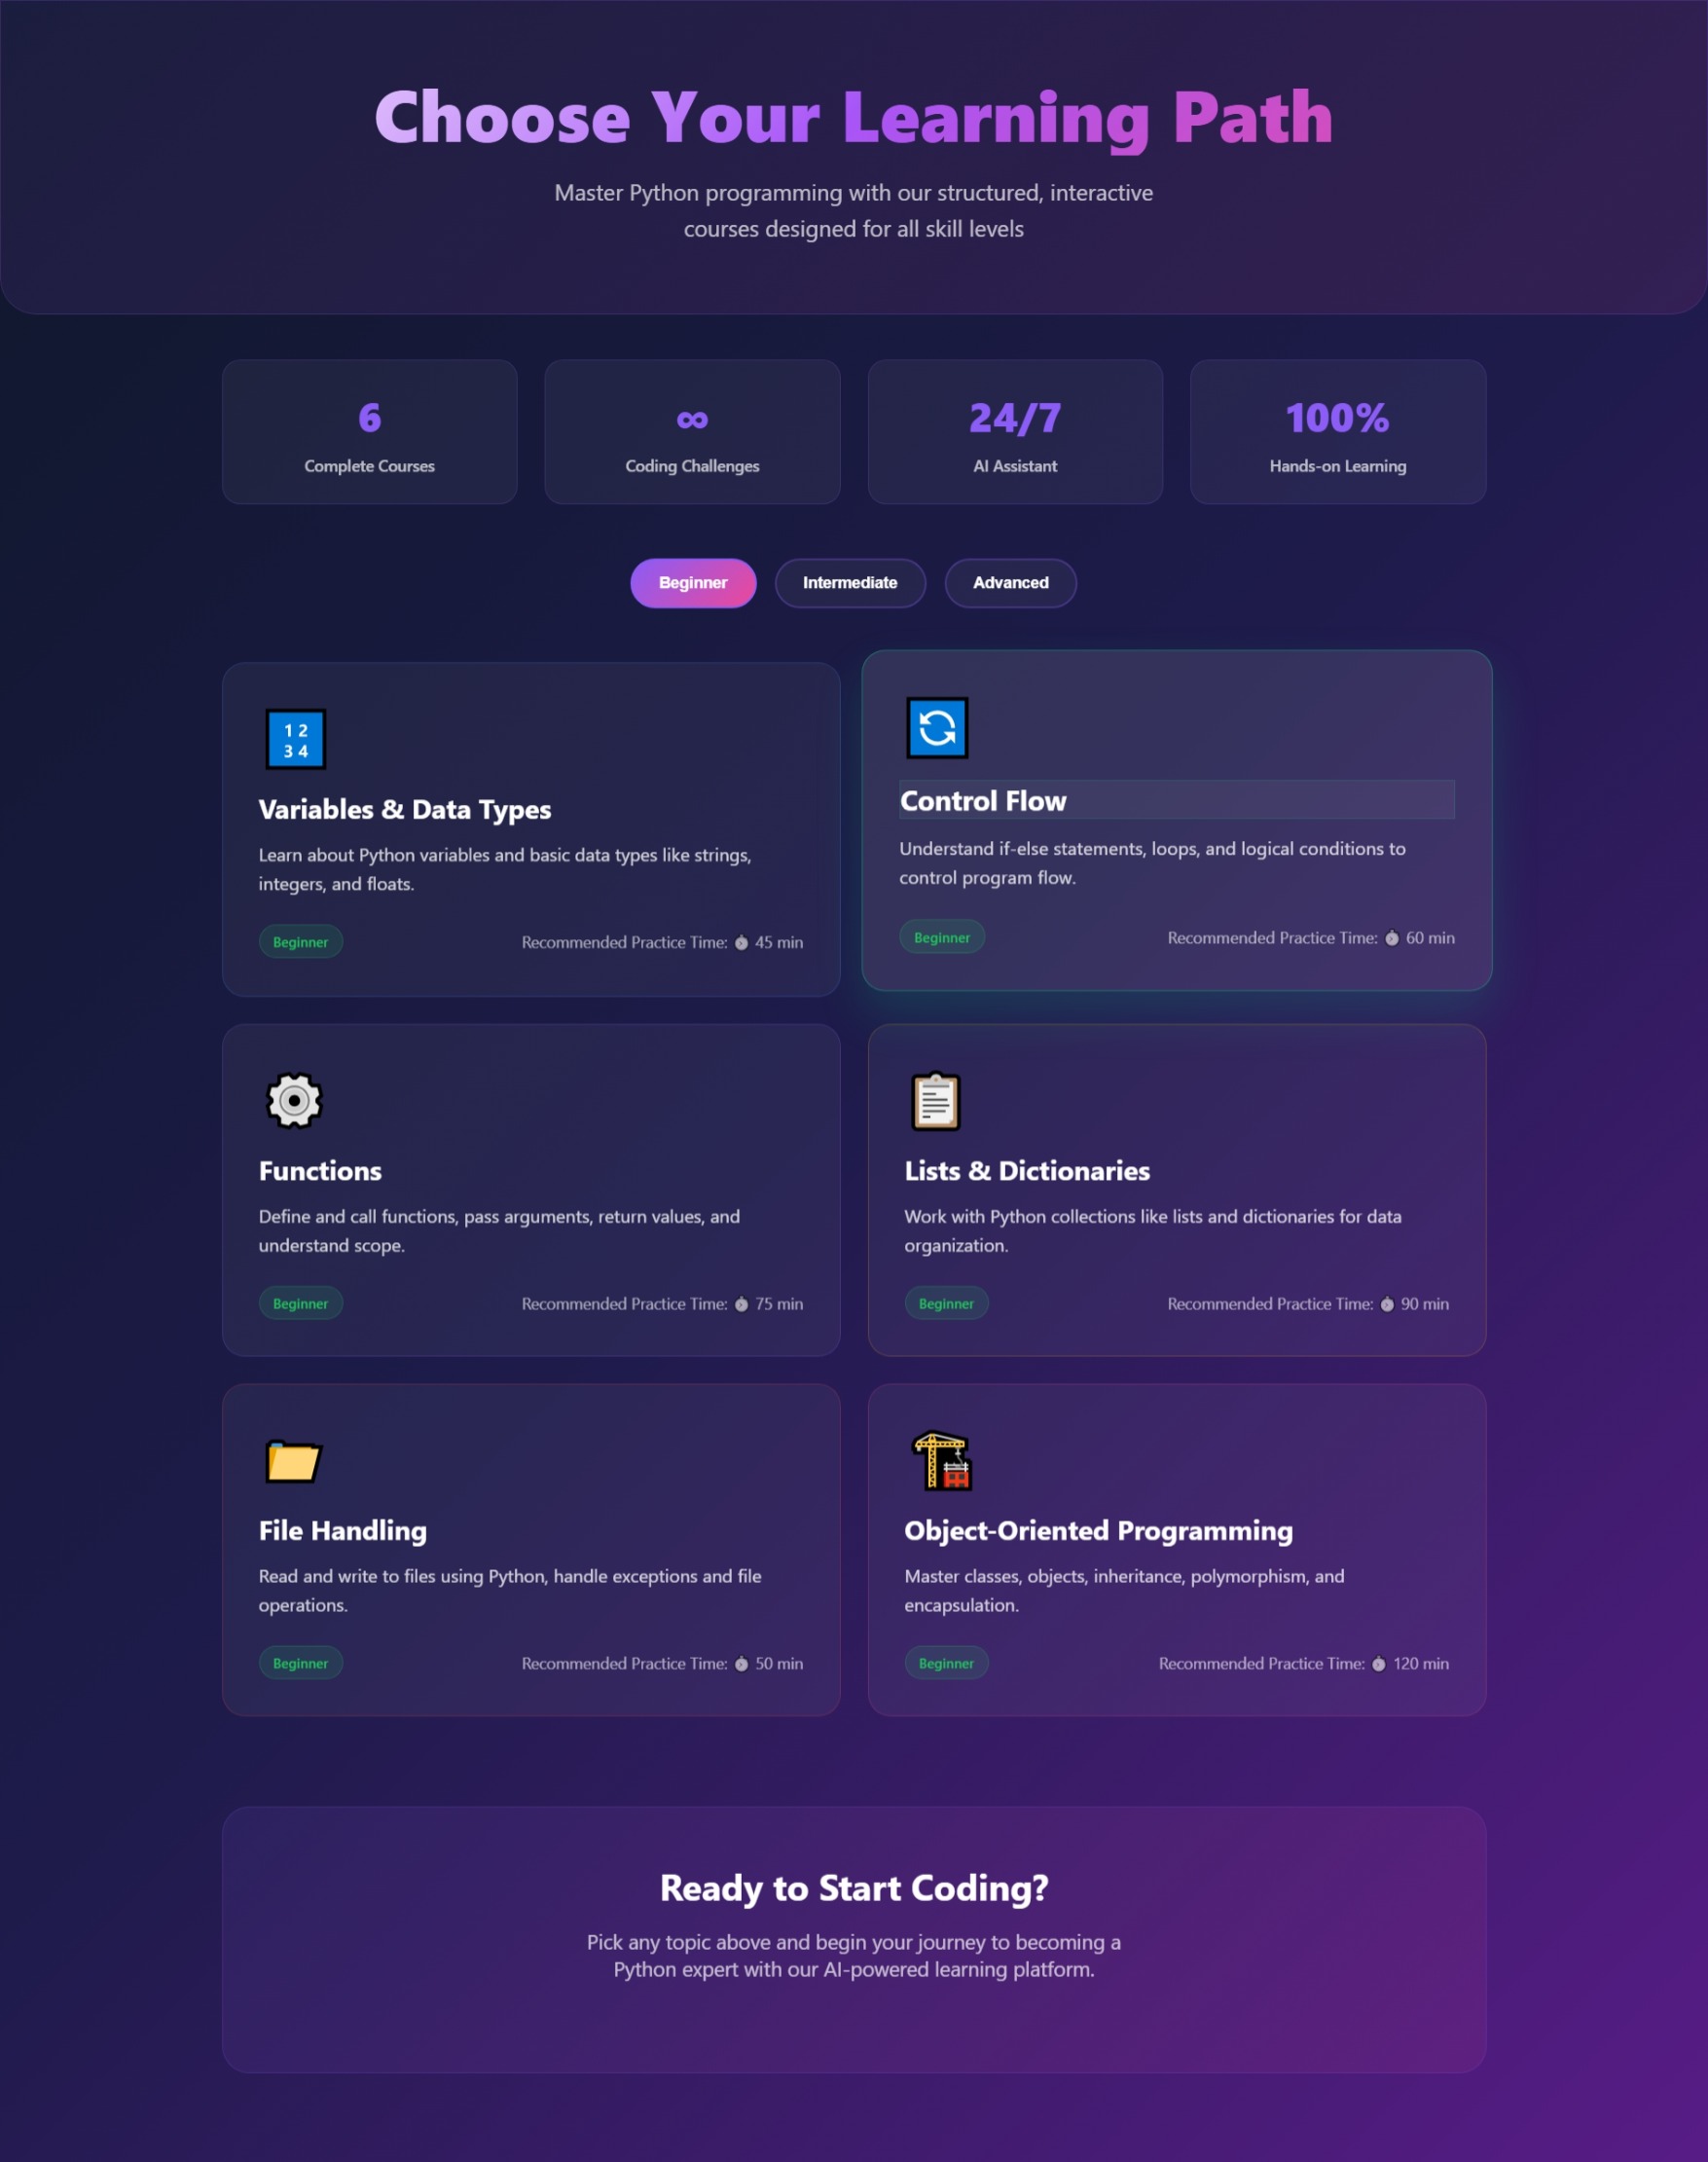 Choose Your Learning Path
Master Python programming with our structured, interactive
courses designed for all skill levels
6
Complete Courses
∞
Coding Challenges
24/7
AI Assistant
100%
Hands-on Learning
Beginner
Intermediate
Advanced
1 2
3 4
Variables & Data Types
Learn about Python variables and basic data types like strings,
integers, and floats.
Beginner
Recommended Practice Time: ⏱ 45 min
Control Flow
Understand if-else statements, loops, and logical conditions to
control program flow.
Beginner
Recommended Practice Time: ⏱ 60 min
Functions
Define and call functions, pass arguments, return values, and
understand scope.
Beginner
Recommended Practice Time: ⏱ 75 min
Lists & Dictionaries
Work with Python collections like lists and dictionaries for data
organization.
Beginner
Recommended Practice Time: ⏱ 90 min
File Handling
Read and write to files using Python, handle exceptions and file
operations.
Beginner
Recommended Practice Time: ⏱ 50 min
Object-Oriented Programming
Master classes, objects, inheritance, polymorphism, and
encapsulation.
Beginner
Recommended Practice Time: ⏱ 120 min
Ready to Start Coding?
Pick any topic above and begin your journey to becoming a
Python expert with our AI-powered learning platform.